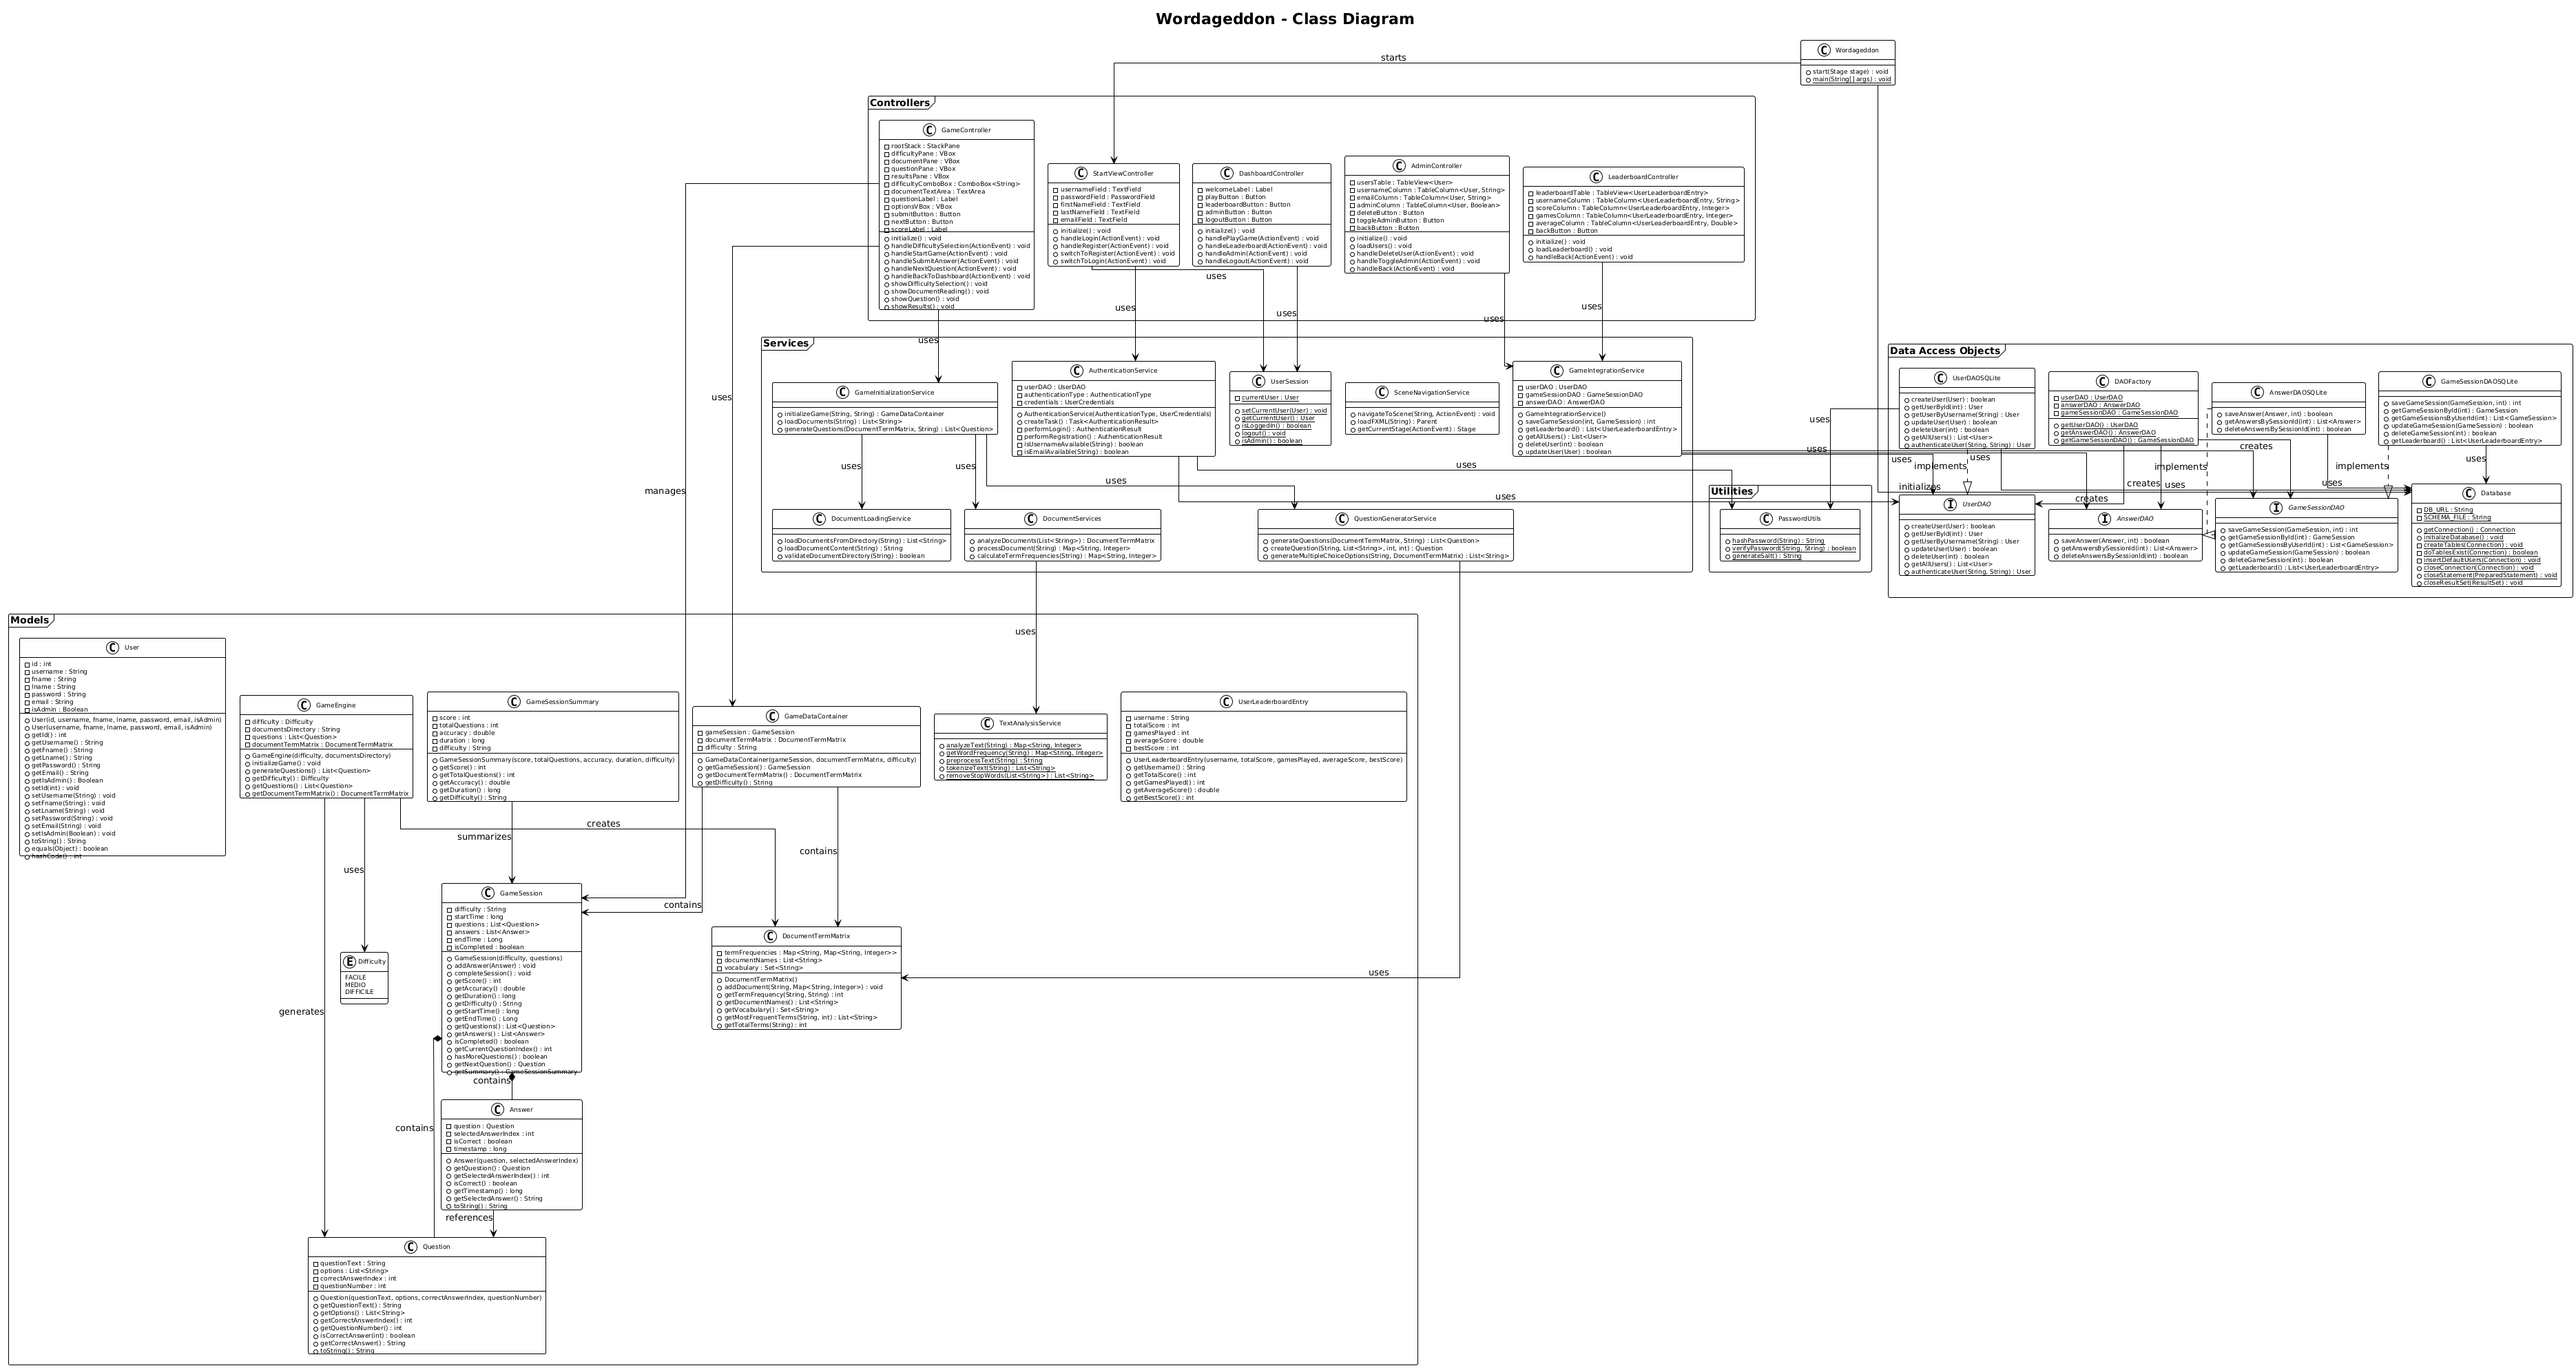 Wordageddon - Class Diagram
Wordageddon
start(Stage stage) : void
main(String[] args) : void
starts
Controllers
GameController
rootStack : StackPane
difficultyPane : VBox
documentPane : VBox
questionPane : VBox
resultsPane : VBox
difficultyComboBox : ComboBox<String>
documentTextArea : TextArea
questionLabel : Label
optionsVBox : VBox
submitButton : Button
nextButton : Button
scoreLabel : Label
initialize() : void
handleDifficultySelection(ActionEvent) : void
handleStartGame(ActionEvent) : void
handleSubmitAnswer(ActionEvent) : void
handleNextQuestion(ActionEvent) : void
handleBackToDashboard(ActionEvent) : void
showDifficultySelection() : void
showDocumentReading() : void
showQuestion() : void
showResults() : void
StartViewController
usernameField : TextField
passwordField : PasswordField
firstNameField : TextField
lastNameField : TextField
emailField : TextField
initialize() : void
handleLogin(ActionEvent) : void
handleRegister(ActionEvent) : void
switchToRegister(ActionEvent) : void
switchToLogin(ActionEvent) : void
DashboardController
welcomeLabel : Label
playButton : Button
leaderboardButton : Button
adminButton : Button
logoutButton : Button
initialize() : void
handlePlayGame(ActionEvent) : void
handleLeaderboard(ActionEvent) : void
handleAdmin(ActionEvent) : void
handleLogout(ActionEvent) : void
AdminController
usersTable : TableView<User>
usernameColumn : TableColumn<User, String>
emailColumn : TableColumn<User, String>
adminColumn : TableColumn<User, Boolean>
deleteButton : Button
toggleAdminButton : Button
backButton : Button
initialize() : void
loadUsers() : void
handleDeleteUser(ActionEvent) : void
handleToggleAdmin(ActionEvent) : void
handleBack(ActionEvent) : void
LeaderboardController
leaderboardTable : TableView<UserLeaderboardEntry>
usernameColumn : TableColumn<UserLeaderboardEntry, String>
scoreColumn : TableColumn<UserLeaderboardEntry, Integer>
gamesColumn : TableColumn<UserLeaderboardEntry, Integer>
averageColumn : TableColumn<UserLeaderboardEntry, Double>
backButton : Button
initialize() : void
loadLeaderboard() : void
handleBack(ActionEvent) : void
uses
uses
uses
uses
uses
uses
uses
manages
Services
GameInitializationService
initializeGame(String, String) : GameDataContainer
loadDocuments(String) : List<String>
generateQuestions(DocumentTermMatrix, String) : List<Question>
AuthenticationService
userDAO : UserDAO
authenticationType : AuthenticationType
credentials : UserCredentials
AuthenticationService(AuthenticationType, UserCredentials)
createTask() : Task<AuthenticationResult>
performLogin() : AuthenticationResult
performRegistration() : AuthenticationResult
isUsernameAvailable(String) : boolean
isEmailAvailable(String) : boolean
UserSession
currentUser : User
setCurrentUser(User) : void
getCurrentUser() : User
isLoggedIn() : boolean
logout() : void
isAdmin() : boolean
SceneNavigationService
navigateToScene(String, ActionEvent) : void
loadFXML(String) : Parent
getCurrentStage(ActionEvent) : Stage
GameIntegrationService
userDAO : UserDAO
gameSessionDAO : GameSessionDAO
answerDAO : AnswerDAO
GameIntegrationService()
saveGameSession(int, GameSession) : int
getLeaderboard() : List<UserLeaderboardEntry>
getAllUsers() : List<User>
deleteUser(int) : boolean
updateUser(User) : boolean
uses
uses
uses
uses
uses
DocumentLoadingService
loadDocumentsFromDirectory(String) : List<String>
loadDocumentContent(String) : String
validateDocumentDirectory(String) : boolean
DocumentServices
analyzeDocuments(List<String>) : DocumentTermMatrix
processDocument(String) : Map<String, Integer>
calculateTermFrequencies(String) : Map<String, Integer>
QuestionGeneratorService
generateQuestions(DocumentTermMatrix, String) : List<Question>
createQuestion(String, List<String>, int, int) : Question
generateMultipleChoiceOptions(String, DocumentTermMatrix) : List<String>
Utilities
PasswordUtils
hashPassword(String) : String
verifyPassword(String, String) : boolean
generateSalt() : String
Data Access Objects
UserDAOSQLite
createUser(User) : boolean
getUserById(int) : User
getUserByUsername(String) : User
updateUser(User) : boolean
deleteUser(int) : boolean
getAllUsers() : List<User>
authenticateUser(String, String) : User
DAOFactory
userDAO : UserDAO
answerDAO : AnswerDAO
gameSessionDAO : GameSessionDAO
getUserDAO() : UserDAO
getAnswerDAO() : AnswerDAO
getGameSessionDAO() : GameSessionDAO
AnswerDAOSQLite
saveAnswer(Answer, int) : boolean
getAnswersBySessionId(int) : List<Answer>
deleteAnswersBySessionId(int) : boolean
GameSessionDAOSQLite
saveGameSession(GameSession, int) : int
getGameSessionById(int) : GameSession
getGameSessionsByUserId(int) : List<GameSession>
updateGameSession(GameSession) : boolean
deleteGameSession(int) : boolean
getLeaderboard() : List<UserLeaderboardEntry>
uses
uses
uses
uses
implements
initializes
creates
creates
uses
implements
creates
implements
uses
uses
UserDAO
createUser(User) : boolean
getUserById(int) : User
getUserByUsername(String) : User
updateUser(User) : boolean
deleteUser(int) : boolean
getAllUsers() : List<User>
authenticateUser(String, String) : User
AnswerDAO
saveAnswer(Answer, int) : boolean
getAnswersBySessionId(int) : List<Answer>
deleteAnswersBySessionId(int) : boolean
GameSessionDAO
saveGameSession(GameSession, int) : int
getGameSessionById(int) : GameSession
getGameSessionsByUserId(int) : List<GameSession>
updateGameSession(GameSession) : boolean
deleteGameSession(int) : boolean
getLeaderboard() : List<UserLeaderboardEntry>
Database
DB_URL : String
SCHEMA_FILE : String
getConnection() : Connection
initializeDatabase() : void
createTables(Connection) : void
doTablesExist(Connection) : boolean
insertDefaultUsers(Connection) : void
closeConnection(Connection) : void
closeStatement(PreparedStatement) : void
closeResultSet(ResultSet) : void
uses
Models
User
id : int
username : String
fname : String
lname : String
password : String
email : String
isAdmin : Boolean
User(id, username, fname, lname, password, email, isAdmin)
User(username, fname, lname, password, email, isAdmin)
getId() : int
getUsername() : String
getFname() : String
getLname() : String
getPassword() : String
getEmail() : String
getIsAdmin() : Boolean
setId(int) : void
setUsername(String) : void
setFname(String) : void
setLname(String) : void
setPassword(String) : void
setEmail(String) : void
setIsAdmin(Boolean) : void
toString() : String
equals(Object) : boolean
hashCode() : int
GameEngine
difficulty : Difficulty
documentsDirectory : String
questions : List<Question>
documentTermMatrix : DocumentTermMatrix
GameEngine(difficulty, documentsDirectory)
initializeGame() : void
generateQuestions() : List<Question>
getDifficulty() : Difficulty
getQuestions() : List<Question>
getDocumentTermMatrix() : DocumentTermMatrix
GameSessionSummary
score : int
totalQuestions : int
accuracy : double
duration : long
difficulty : String
GameSessionSummary(score, totalQuestions, accuracy, duration, difficulty)
getScore() : int
getTotalQuestions() : int
getAccuracy() : double
getDuration() : long
getDifficulty() : String
GameDataContainer
gameSession : GameSession
documentTermMatrix : DocumentTermMatrix
difficulty : String
GameDataContainer(gameSession, documentTermMatrix, difficulty)
getGameSession() : GameSession
getDocumentTermMatrix() : DocumentTermMatrix
getDifficulty() : String
TextAnalysisService
analyzeText(String) : Map<String, Integer>
getWordFrequency(String) : Map<String, Integer>
preprocessText(String) : String
tokenizeText(String) : List<String>
removeStopWords(List<String>) : List<String>
UserLeaderboardEntry
username : String
totalScore : int
gamesPlayed : int
averageScore : double
bestScore : int
UserLeaderboardEntry(username, totalScore, gamesPlayed, averageScore, bestScore)
getUsername() : String
getTotalScore() : int
getGamesPlayed() : int
getAverageScore() : double
getBestScore() : int
creates
summarizes
contains
uses
contains
GameSession
difficulty : String
startTime : long
questions : List<Question>
answers : List<Answer>
endTime : Long
isCompleted : boolean
GameSession(difficulty, questions)
addAnswer(Answer) : void
completeSession() : void
getScore() : int
getAccuracy() : double
getDuration() : long
getDifficulty() : String
getStartTime() : long
getEndTime() : Long
getQuestions() : List<Question>
getAnswers() : List<Answer>
isCompleted() : boolean
getCurrentQuestionIndex() : int
hasMoreQuestions() : boolean
getNextQuestion() : Question
getSummary() : GameSessionSummary
Difficulty
FACILE
MEDIO
DIFFICILE
DocumentTermMatrix
termFrequencies : Map<String, Map<String, Integer>>
documentNames : List<String>
vocabulary : Set<String>
DocumentTermMatrix()
addDocument(String, Map<String, Integer>) : void
getTermFrequency(String, String) : int
getDocumentNames() : List<String>
getVocabulary() : Set<String>
getMostFrequentTerms(String, int) : List<String>
getTotalTerms(String) : int
uses
generates
contains
contains
Answer
question : Question
selectedAnswerIndex : int
isCorrect : boolean
timestamp : long
Answer(question, selectedAnswerIndex)
getQuestion() : Question
getSelectedAnswerIndex() : int
isCorrect() : boolean
getTimestamp() : long
getSelectedAnswer() : String
toString() : String
references
Question
questionText : String
options : List<String>
correctAnswerIndex : int
questionNumber : int
Question(questionText, options, correctAnswerIndex, questionNumber)
getQuestionText() : String
getOptions() : List<String>
getCorrectAnswerIndex() : int
getQuestionNumber() : int
isCorrectAnswer(int) : boolean
getCorrectAnswer() : String
toString() : String